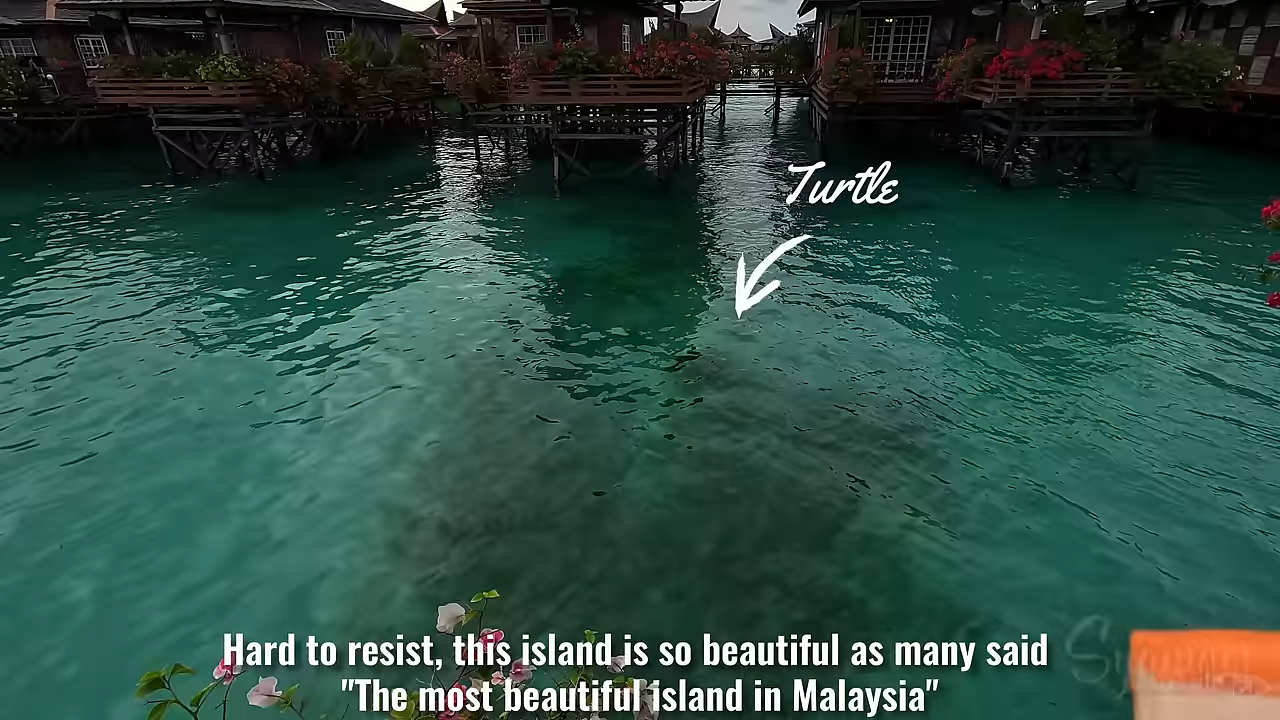 Turtle
Hard to resist, this island is so beautiful as many said
"The most beautiful island in Malaysia"